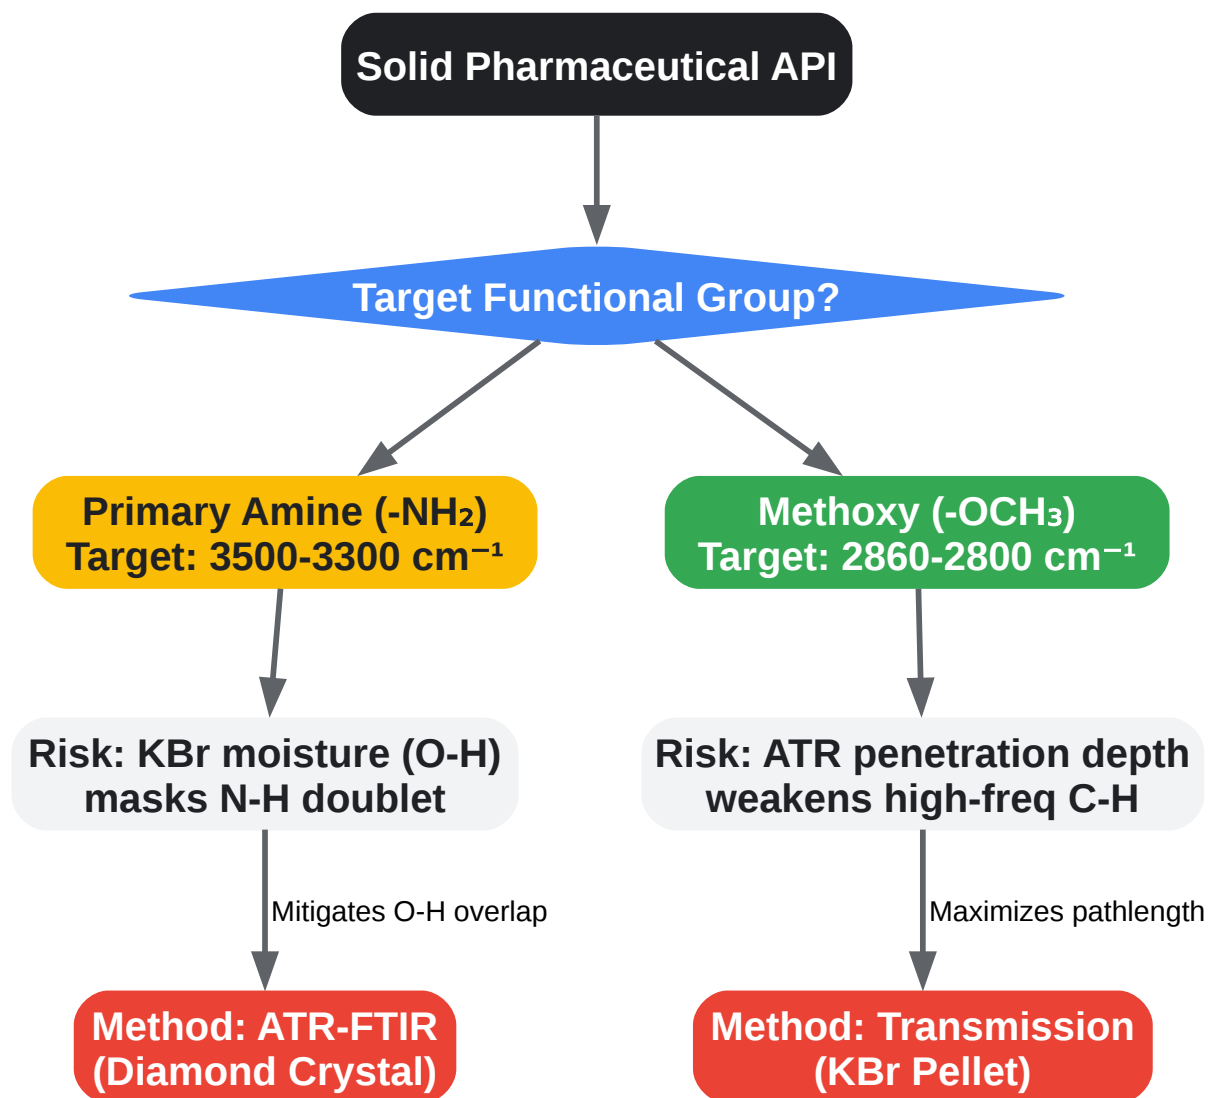 Solid Pharmaceutical API
Target Functional Group?
Primary Amine (-NH₂)
Target: 3500-3300 cm⁻¹
Methoxy (-OCH₃)
Target: 2860-2800 cm⁻¹
Risk: KBr moisture (O-H)
masks N-H doublet
Risk: ATR penetration depth
weakens high-freq C-H
Mitigates O-H overlap
Maximizes pathlength
Method: ATR-FTIR
(Diamond Crystal)
Method: Transmission
(KBr Pellet)